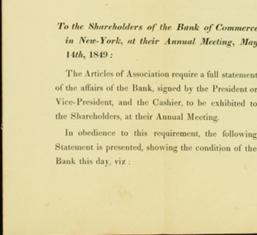 To the Shareholders of the Bank of Commerce
in New-York, at their Annual Meeting, May
14th, 1849 :
The Articles of Association require a full statement
of the affairs of the Bank, signed by the President or
Vice-President, and the Cashier, to be exhibited to
the Shareholders, at their Annual Meeting.
In obedience to this requirement, the following
Statement is presented, showing the condition of the
Bank this day, viz :